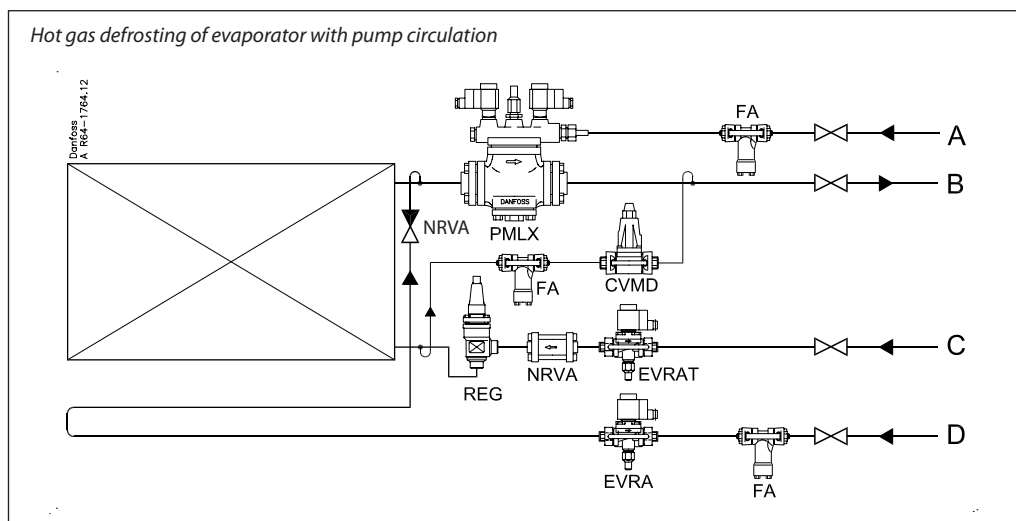 Hot gas defrosting of evaporator with pump circulation
Danfoss
A R64-1764.12
FA
A
B
DANFOSS
NRVA
PMLX
FA
CVMD
C
REG
NRVA
EVRAT
D
EVRA
FA